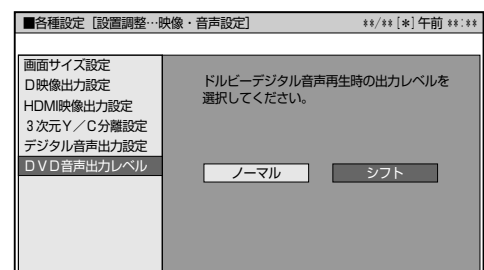 ■各種設定［設置調整…映像・音声設定］ **/**[*]午前 **:**
画面サイズ設定
Ｄ映像出力設定
HDMI映像出力設定
３次元Ｙ／Ｃ分離設定
デジタル音声出力設定
ＤＶＤ音声出力レベル
ドルビーデジタル音声再生時の出力レベルを
選択してください。
ノーマル シフト